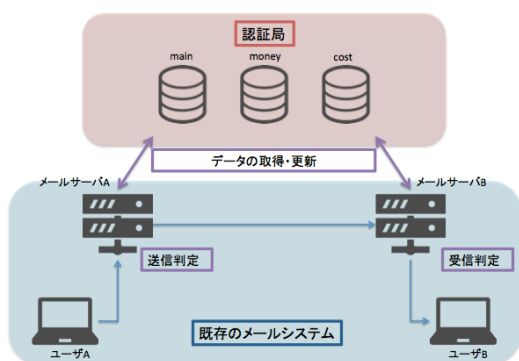 認証局
main money cost
データの取得・更新
メールサーバA メールサーバB
送信判定 受信判定
既存のメールシステム
ユーザA ユーザB